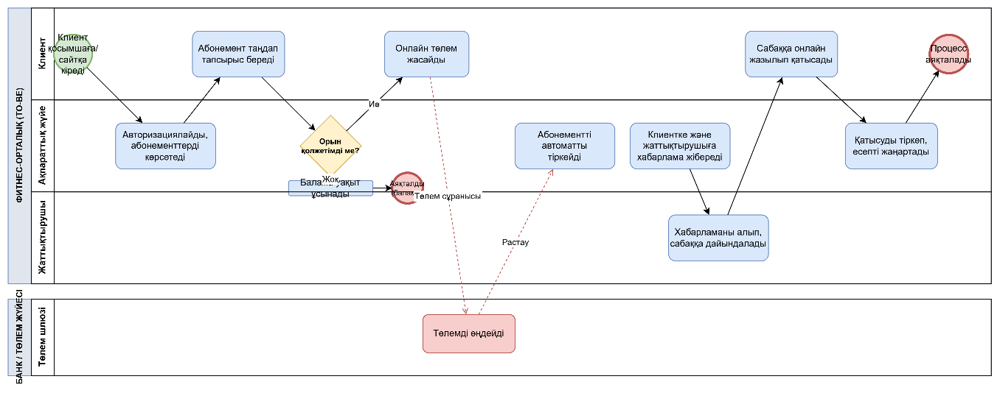 ФИТНЕС-ОРТАЛЫҚ (TO-BE)
Клиент
Клиент
қосымшаға/
сайтқа
кіреді
Абонемент таңдап
тапсырыс береді
Онлайн төлем
жасайды
Сабаққа онлайн
жазылып қатысады
Процесс
аяқталады
Иә
Ақпараттық жүйе
Авторизациялайды,
абонементтерді
көрсетеді
Орын
қолжетімді ме?
Жоқ
ұсынады
Аяқталды
Төлем сұранысы
Абонементті
автоматты
тіркейді
Клиентке және
жаттықтырушыға
хабарлама жібереді
Қатысуды тіркеп,
есепті жаңартады
Жаттықтырушы
Хабарламаны алып,
сабаққа дайындалады
Растау
БАНК / ТӨЛЕМ ЖҮЙЕСІ
Төлем шлюзі
Төлемді өңдейді